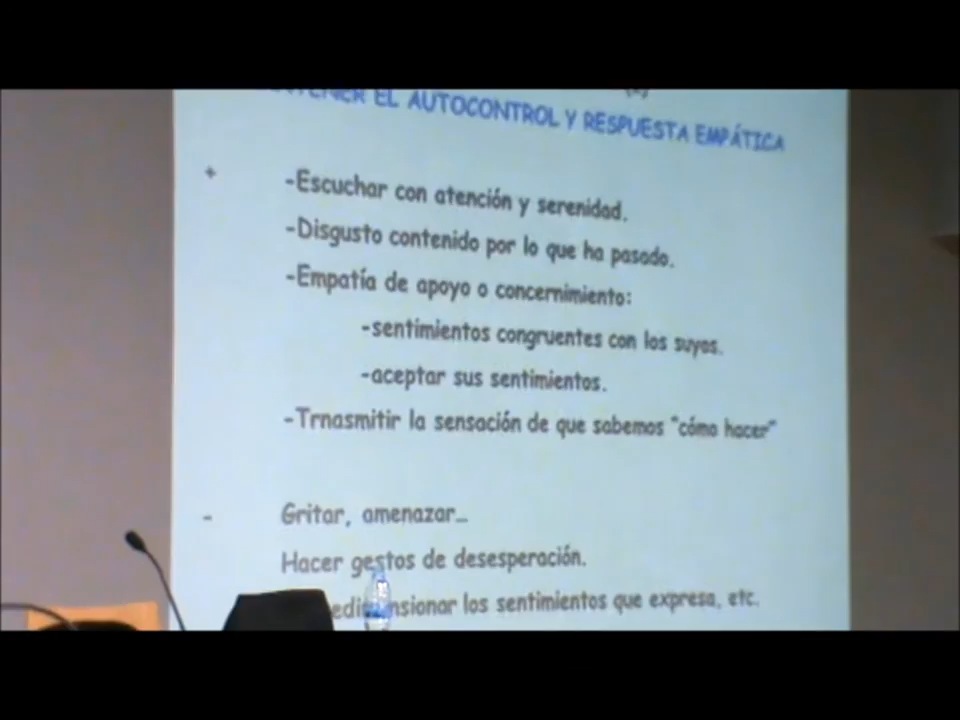 EL AUTOCONTROL Y RESPUESTA EMPÁTICA
+ -Escuchar con atención y serenidad.
-Disgusto contenido por lo que ha pasado.
-Empatía de apoyo o concernimiento:
-sentimientos congruentes con los suyos.
-aceptar sus sentimientos.
-Trnasmitir la sensación de que sabemos "cómo hacer"
- Gritar, amenazar...
Hacer gestos de desesperación.
los sentimientos que expresa, etc.